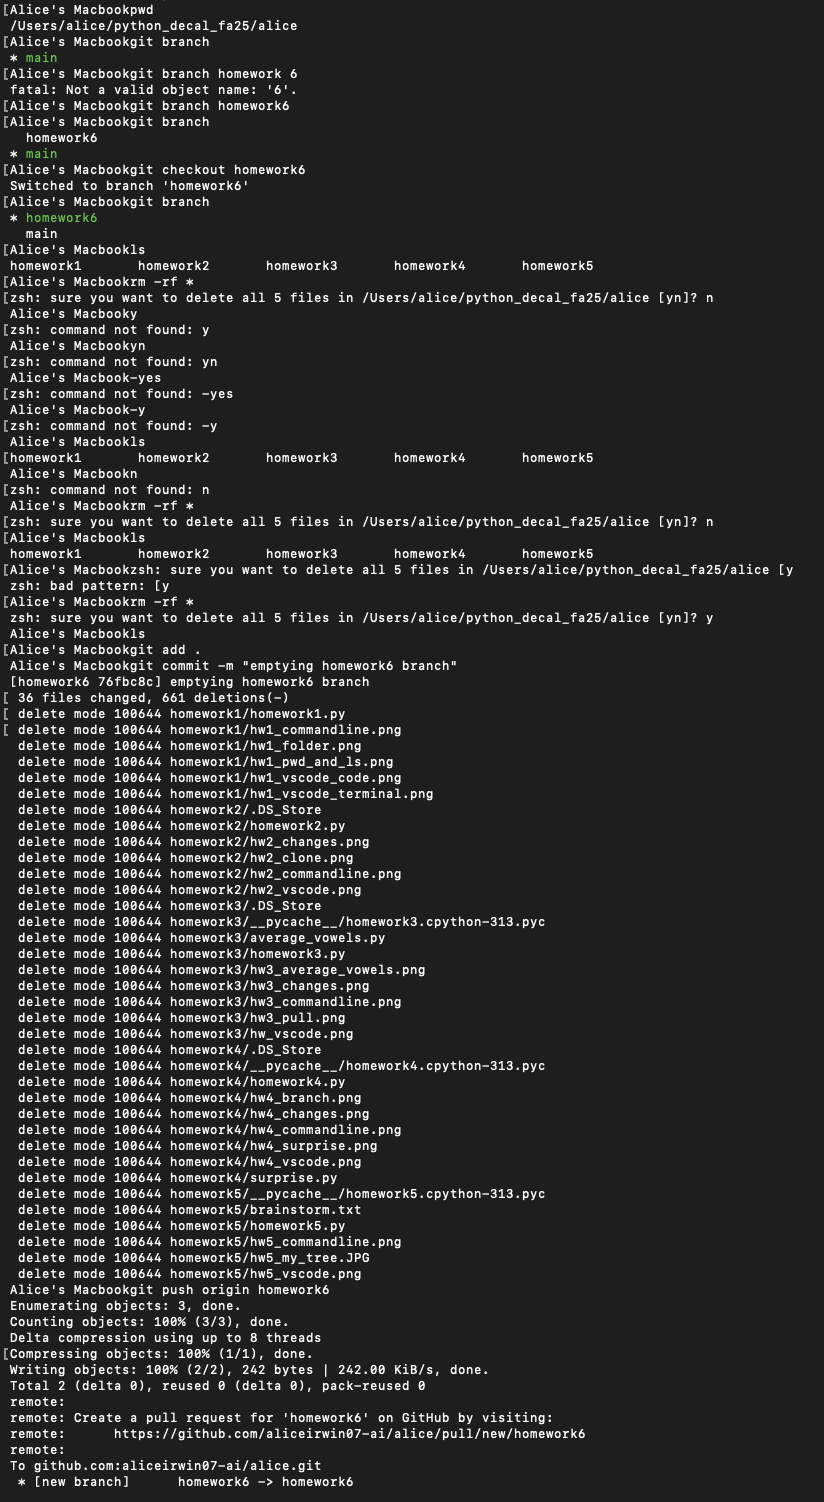 [Alice's Macbookpwd
/Users/alice/python_decal_fa25/alice
[Alice's Macbookgit branch
* main
[Alice's Macbookgit branch homework 6
fatal: Not a valid object name: '6'.
[Alice's Macbookgit branch homework6
[Alice's Macbookgit branch
homework6
* main
[Alice's Macbookgit checkout homework6
Switched to branch 'homework6'
[Alice's Macbookgit branch
* homework6
main
[Alice's Macbookls
homework1 homework2 homework3 homework4 homework5
[Alice's Macbookrm -rf *
[zsh: sure you want to delete all 5 files in /Users/alice/python_decal_fa25/alice [yn]? n
Alice's Macbooky
[zsh: command not found: y
Alice's Macbookyn
[zsh: command not found: yn
Alice's Macbook-yes
[zsh: command not found: -yes
Alice's Macbook-y
[zsh: command not found: -y
Alice's Macbookls
[homework1 homework2 homework3 homework4 homework5
Alice's Macbookn
[zsh: command not found: n
Alice's Macbookrm -rf *
[zsh: sure you want to delete all 5 files in /Users/alice/python_decal_fa25/alice [yn]? n
[Alice's Macbookls
homework1 homework2 homework3 homework4 homework5
[Alice's Macbookzsh: sure you want to delete all 5 files in /Users/alice/python_decal_fa25/alice [y
zsh: bad pattern: [y
[Alice's Macbookrm -rf *
zsh: sure you want to delete all 5 files in /Users/alice/python_decal_fa25/alice [yn]? y
Alice's Macbookls
[Alice's Macbookgit add .
Alice's Macbookgit commit -m "emptying homework6 branch"
[homework6 76fbc8c] emptying homework6 branch
[ 36 files changed, 661 deletions(-)
[ delete mode 100644 homework1/homework1.py
[ delete mode 100644 homework1/hw1_commandline.png
delete mode 100644 homework1/hw1_folder.png
delete mode 100644 homework1/hw1_pwd_and_ls.png
delete mode 100644 homework1/hw1_vscode_code.png
delete mode 100644 homework1/hw1_vscode_terminal.png
delete mode 100644 homework2/.DS_Store
delete mode 100644 homework2/homework2.py
delete mode 100644 homework2/hw2_changes.png
delete mode 100644 homework2/hw2_clone.png
delete mode 100644 homework2/hw2_commandline.png
delete mode 100644 homework2/hw2_vscode.png
delete mode 100644 homework3/.DS_Store
delete mode 100644 homework3/__pycache__/homework3.cpython-313.pyc
delete mode 100644 homework3/average_vowels.py
delete mode 100644 homework3/homework3.py
delete mode 100644 homework3/hw3_average_vowels.png
delete mode 100644 homework3/hw3_changes.png
delete mode 100644 homework3/hw3_commandline.png
delete mode 100644 homework3/hw3_pull.png
delete mode 100644 homework3/hw_vscode.png
delete mode 100644 homework4/.DS_Store
delete mode 100644 homework4/__pycache__/homework4.cpython-313.pyc
delete mode 100644 homework4/homework4.py
delete mode 100644 homework4/hw4_branch.png
delete mode 100644 homework4/hw4_changes.png
delete mode 100644 homework4/hw4_commandline.png
delete mode 100644 homework4/hw4_surprise.png
delete mode 100644 homework4/hw4_vscode.png
delete mode 100644 homework4/surprise.py
delete mode 100644 homework5/__pycache__/homework5.cpython-313.pyc
delete mode 100644 homework5/brainstorm.txt
delete mode 100644 homework5/homework5.py
delete mode 100644 homework5/hw5_commandline.png
delete mode 100644 homework5/hw5_my_tree.JPG
delete mode 100644 homework5/hw5_vscode.png
Alice's Macbookgit push origin homework6
Enumerating objects: 3, done.
Counting objects: 100% (3/3), done.
Delta compression using up to 8 threads
[Compressing objects: 100% (1/1), done.
Writing objects: 100% (2/2), 242 bytes | 242.00 KiB/s, done.
Total 2 (delta 0), reused 0 (delta 0), pack-reused 0
remote:
remote: Create a pull request for 'homework6' on GitHub by visiting:
remote: https://github.com/aliceirwin07-ai/alice/pull/new/homework6
remote:
To github.com:aliceirwin07-ai/alice.git
* [new branch] homework6 -> homework6